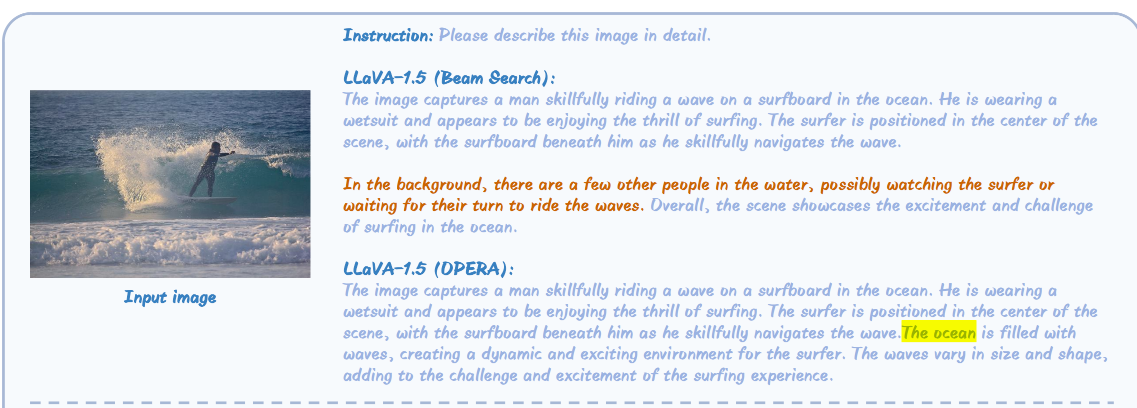 Instruction: Please describe this image in detail.
LLaVA-1.5 (Beam Search):
The image captures a man skillfully riding a wave on a surfboard in the ocean. He is wearing a
wetsuit and appears to be enjoying the thrill of surfing. The surfer is positioned in the center of the
scene, with the surfboard beneath him as he skillfully navigates the wave.
In the background, there are a few other people in the water, possibly watching the surfer or
waiting for their turn to ride the waves. Overall, the scene showcases the excitement and challenge
of surfing in the ocean.
LLaVA-1.5 (OPERA):
The image captures a man skillfully riding a wave on a surfboard in the ocean. He is wearing a
wetsuit and appears to be enjoying the thrill of surfing. The surfer is positioned in the center of the
scene, with the surfboard beneath him as he skillfully navigates the wave.The ocean is filled with
waves, creating a dynamic and exciting environment for the surfer. The waves vary in size and shape,
adding to the challenge and excitement of the surfing experience.
Input image